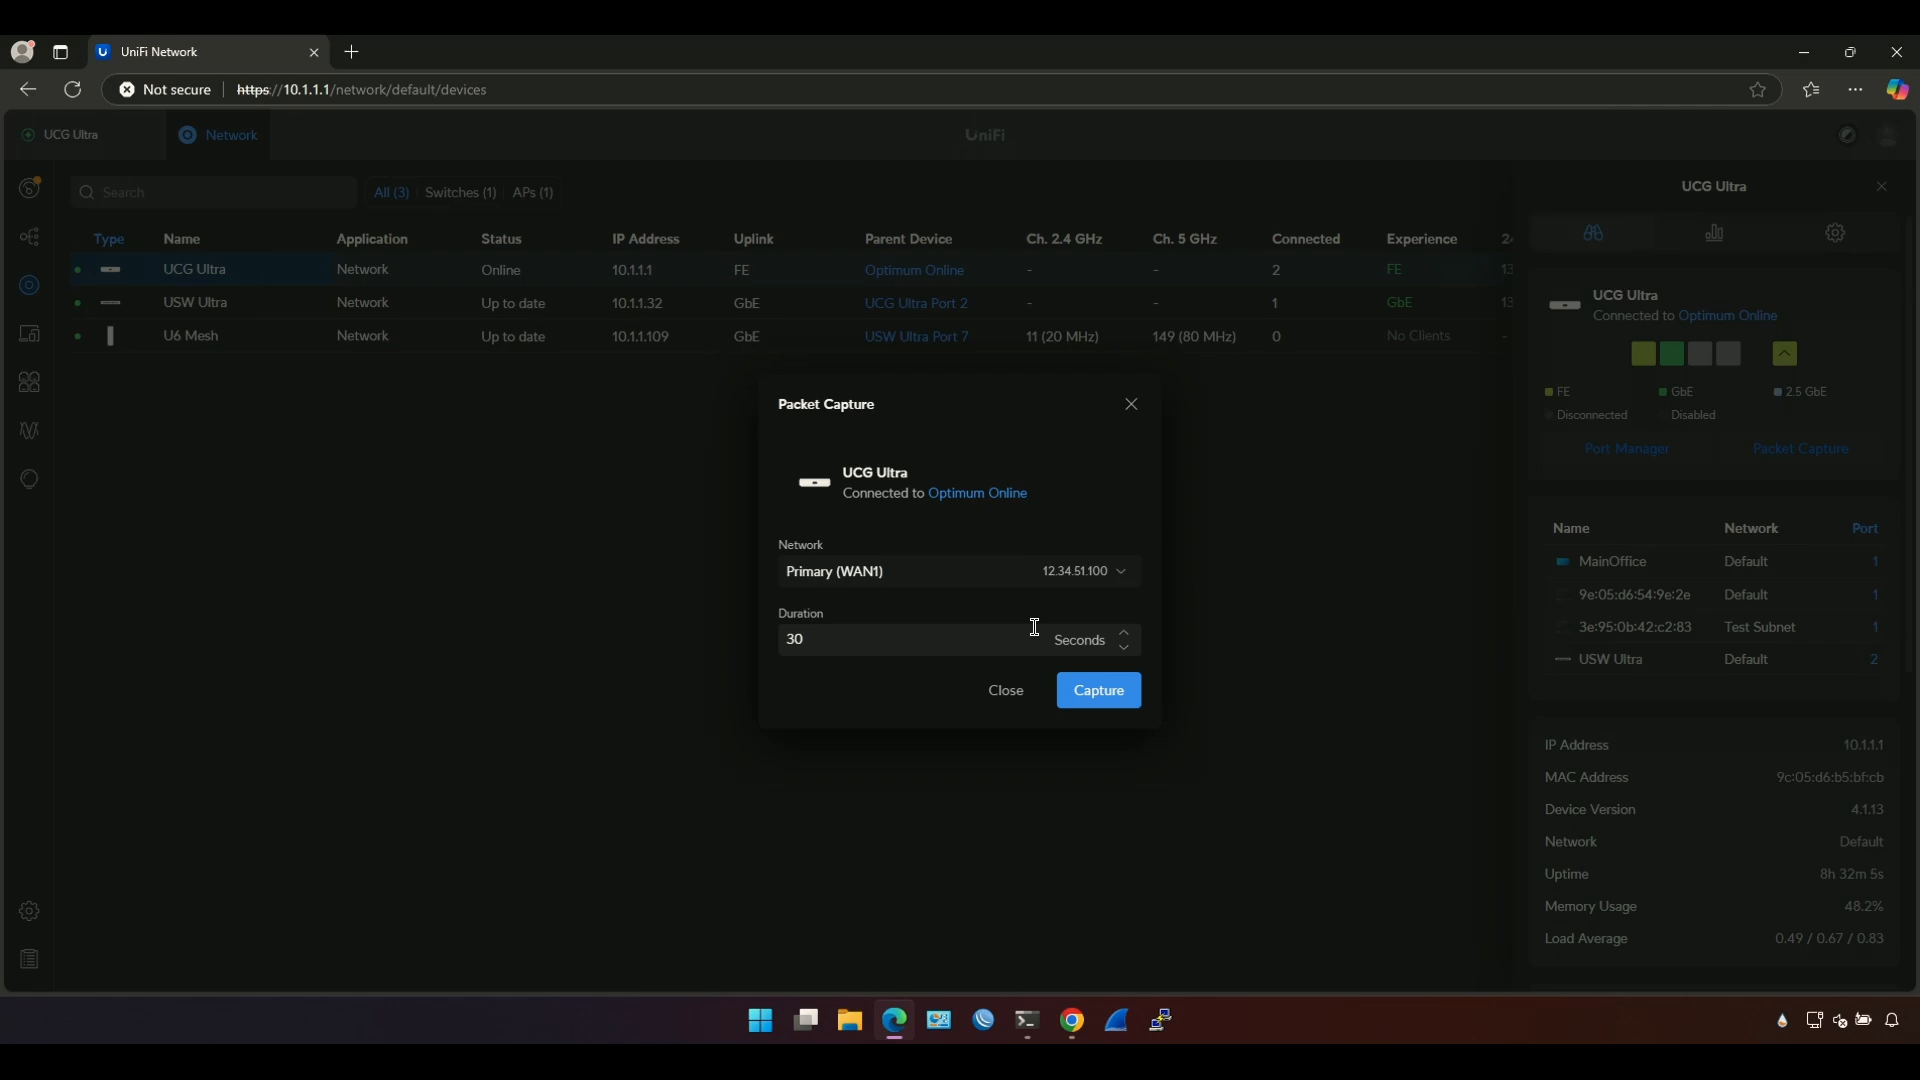 UniFi Network
Not secure https://10.1.1.1/network/default/devices
UCG Ultra Network UniFi
Search All (3) Switches (1) APs (1)
Type Name Application Status IP Address Uplink Parent Device Ch. 2.4 GHz Ch. 5 GHz Connected Experience
UCG Ultra Network Online 10.1.1.1 FE Optimum Online - - 2 FE
USW Ultra Network Up to date 10.1.1.32 GbE UCG Ultra Port 2 - - 1 GbE
U6 Mesh Network Up to date 10.1.1.109 GbE USW Ultra Port 7 11 (20 MHz) 149 (80 MHz) 0 No Clients -
Packet Capture
UCG Ultra
Connected to Optimum Online
Network
Primary (WAN1) 12.34.51.100
Duration
30 Seconds
Close Capture
UCG Ultra
UCG Ultra
Connected to Optimum Online
FE GbE 2.5 GbE
Disconnected Disabled
Port Manager Packet Capture
Name Network Port
MainOffice Default 1
9e:05:d6:54:9e:2e Default 1
3e:95:0b:42:c2:83 Test Subnet 1
USW Ultra Default 2
IP Address 10.1.1.1
MAC Address 9c:05:d6:b5:bf:cb
Device Version 4.1.13
Network Default
Uptime 8h 32m 5s
Memory Usage 48.2%
Load Average 0.49 / 0.67 / 0.83